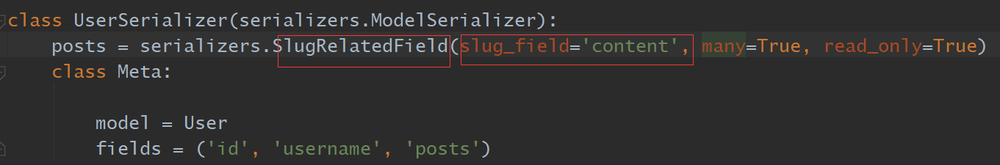 class UserSerializer(serializers.ModelSerializer):
posts = serializers.SlugRelatedField(slug_field='content', many=True, read_only=True)
class Meta:
model = User
fields = ('id', 'username', 'posts')